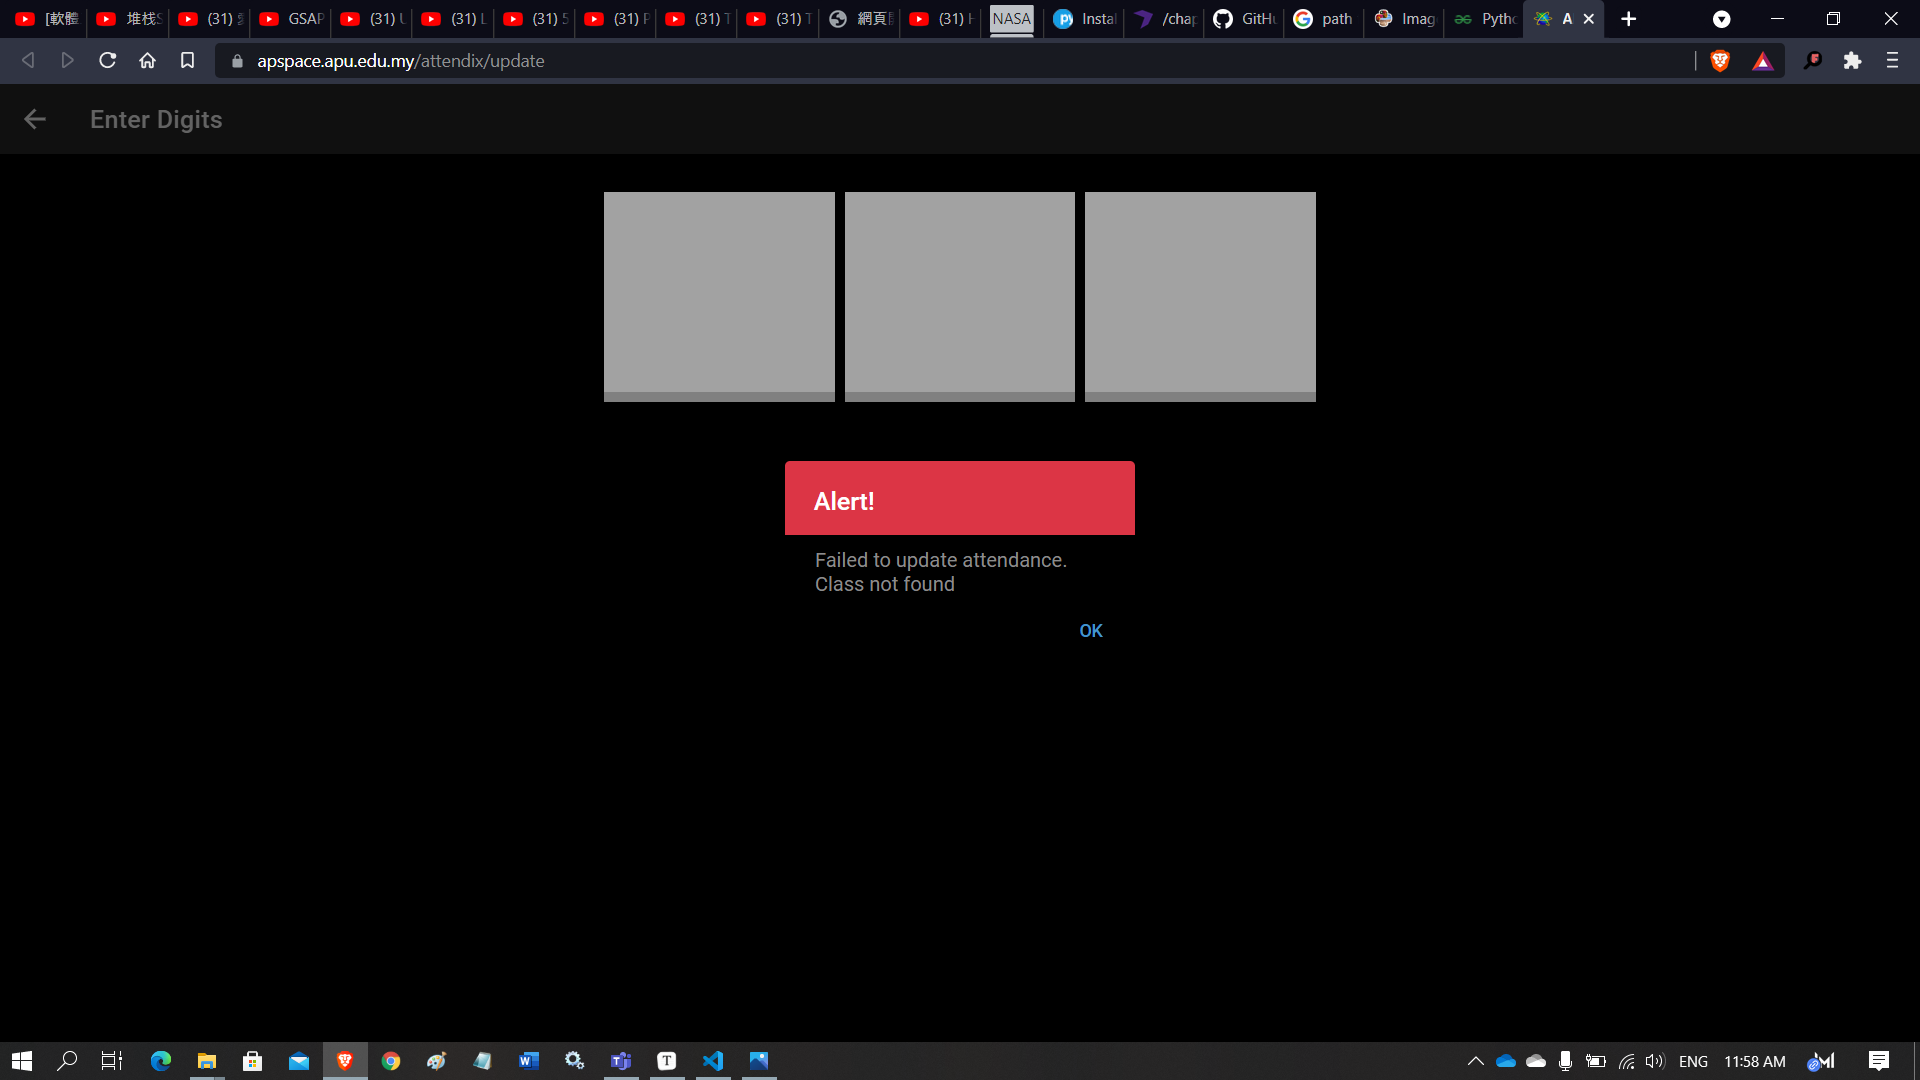 [軟體
堆栈S
(31)
GSAP
(31) U
(31) L
(31) 5
(31) P
(31) T
(31) T
網頁
(31) H
NASA
Instal
/chap
GitHu
path
Imag
Pytho
A
apspace.apu.edu.my/attendix/update
Enter Digits
Alert!
Failed to update attendance.
Class not found
OK
ENG
11:58 AM